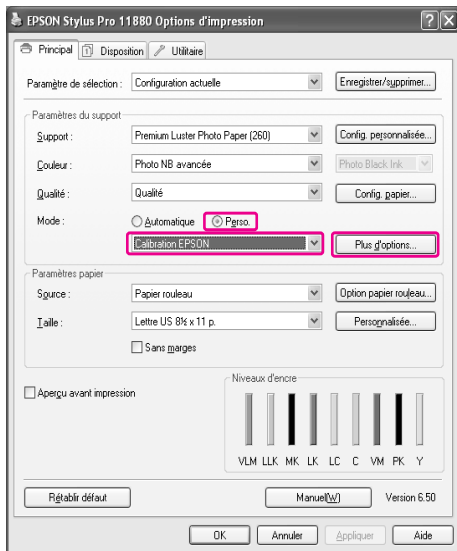 EPSON Stylus Pro 11880 Options d'impression
Principal Disposition Utilitaire
Paramètre de sélection : Configuration actuelle Enregistrer/supprimer...
Paramètres du support
Support : Premium Luster Photo Paper (260) Config. personnalisée...
Couleur : Photo NB avancée Photo Black Ink
Qualité : Qualité Config. papier...
Mode : Automatique Perso.
Calibration EPSON Plus d'options...
Paramètres papier
Source : Papier rouleau Option papier rouleau...
Taille : Lettre US 8½ x 11 p. Personnalisée...
Sans marges
Aperçu avant impression
Niveaux d'encre
VLM LLK MK LK LC C VM PK Y
Rétablir défaut Manuel(W) Version 6.50
OK Annuler Appliquer Aide